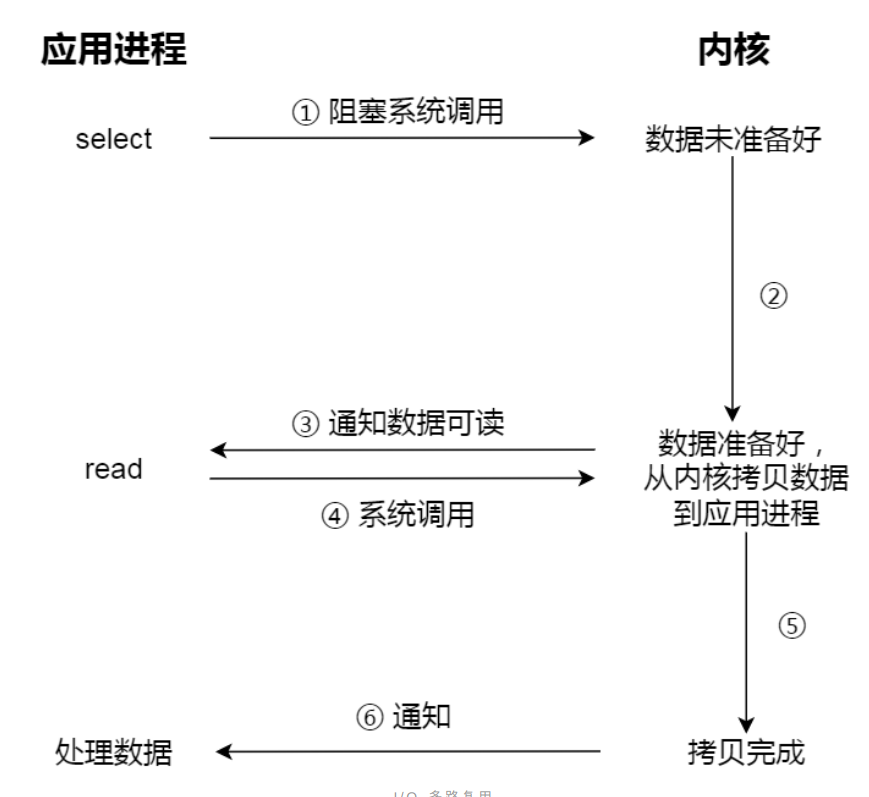 应用进程
内核
① 阻塞系统调用
select
数据未准备好
②
③ 通知数据可读
数据准备好，
read
从内核拷贝数据
④ 系统调用
到应用进程
⑤
⑥ 通知
处理数据
拷贝完成
I/O 多路复用